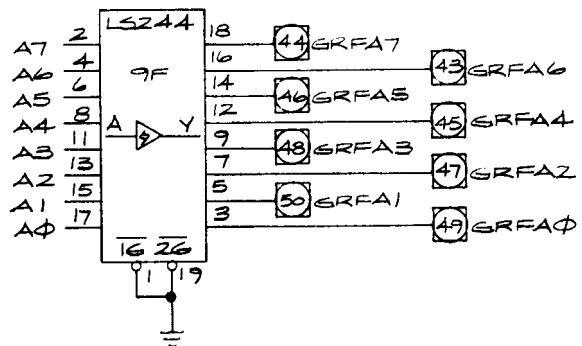 LS244
9F
A7 2 18 44 GRFA7
A6 4 16 43 GRFA6
A5 6 14 46 GRFA5
A4 8 12 45 GRFA4
A Y
A3 11 9 48 GRFA3
A2 13 7 47 GRFA2
A1 15 5 50 GRFA1
AØ 17 3 49 GRFAØ
1G 2G
1 19